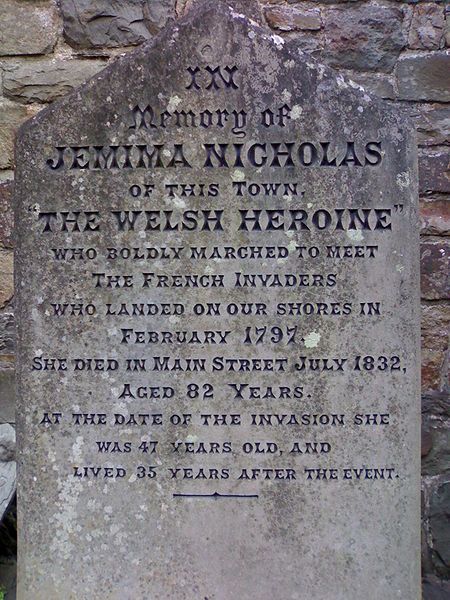 IN
Memory of
JEMIMA NICHOLAS
OF THIS TOWN.
"THE WELSH HEROINE"
WHO BOLDLY MARCHED TO MEET
THE FRENCH INVADERS
WHO LANDED ON OUR SHORES IN
FEBRUARY 1797.
SHE DIED IN MAIN STREET JULY 1832,
AGED 82 YEARS.
AT THE DATE OF THE INVASION SHE
WAS 47 YEARS OLD, AND
LIVED 35 YEARS AFTER THE EVENT.